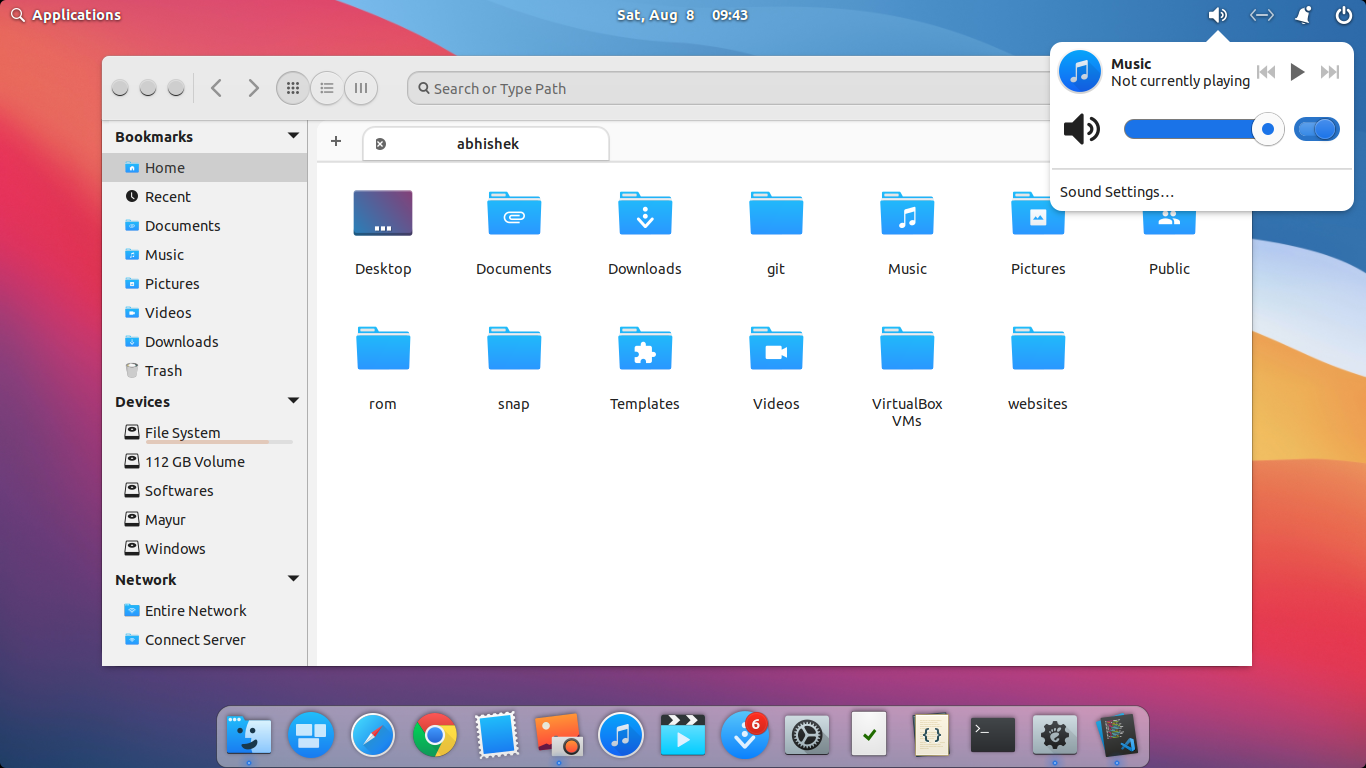 Applications
Sat, Aug 8 09:43
Music
Not currently playing
Sound Settings...
Search or Type Path
abhishek
Bookmarks
Home
Recent
Documents
Music
Pictures
Videos
Downloads
Trash
Devices
File System
112 GB Volume
Softwares
Mayur
Windows
Network
Entire Network
Connect Server
Desktop
Documents
Downloads
git
Music
Pictures
Public
rom
snap
Templates
Videos
VirtualBox
VMs
websites
6
{}
>_